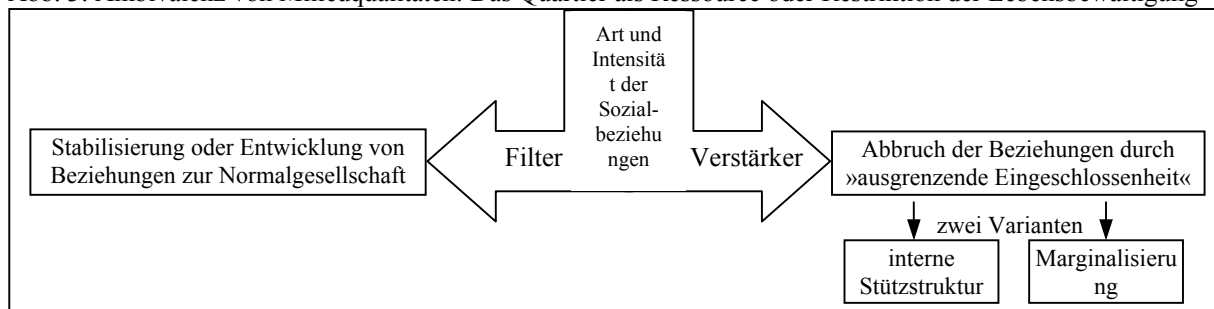 Abb. 3: Ambivalenz von Milieuqualitäten: Das Quartier als Ressource oder Restriktion der Lebensbewältigung
Art und
Intensitä
t der
Sozial-
beziehu
ngen
Stabilisierung oder Entwicklung von
Beziehungen zur Normalgesellschaft
Filter
Verstärker
Abbruch der Beziehungen durch
»ausgrenzende Eingeschlossenheit«
zwei Varianten
interne
Stützstruktur
Marginalisieru
ng